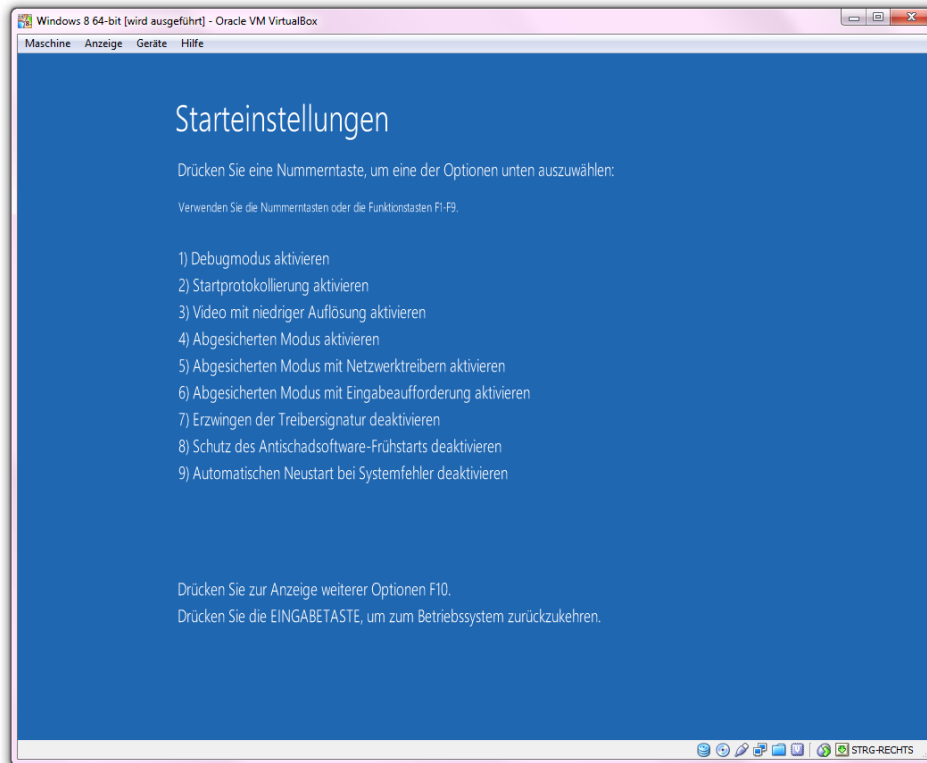 Windows 8 64-bit [wird ausgeführt] - Oracle VM VirtualBox
Maschine Anzeige Geräte Hilfe
Starteinstellungen
Drücken Sie eine Nummerntaste, um eine der Optionen unten auszuwählen:
Verwenden Sie die Nummerntasten oder die Funktionstasten F1-F9.
1) Debugmodus aktivieren
2) Startprotokollierung aktivieren
3) Video mit niedriger Auflösung aktivieren
4) Abgesicherten Modus aktivieren
5) Abgesicherten Modus mit Netzwerktreibern aktivieren
6) Abgesicherten Modus mit Eingabeaufforderung aktivieren
7) Erzwingen der Treibersignatur deaktivieren
8) Schutz des Antischadsoftware-Frühstarts deaktivieren
9) Automatischen Neustart bei Systemfehler deaktivieren
Drücken Sie zur Anzeige weiterer Optionen F10.
Drücken Sie die EINGABETASTE, um zum Betriebssystem zurückzukehren.
STRG-RECHTS